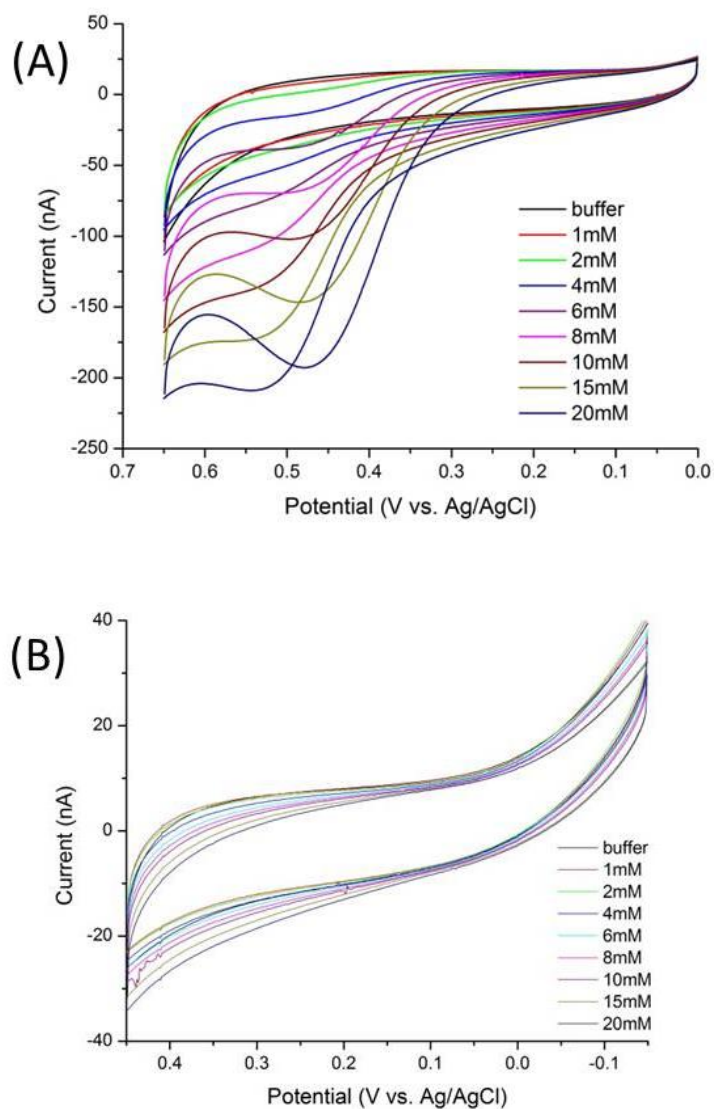 (A)
50
0
-50
-100
-150
-200
-250
Current (nA)
buffer
1mM
2mM
4mM
6mM
8mM
10mM
15mM
20mM
0.7 0.6 0.5 0.4 0.3 0.2 0.1 0.0
Potential (V vs. Ag/AgCl)
(B)
40
20
0
-20
-40
Current (nA)
buffer
1mM
2mM
4mM
6mM
8mM
10mM
15mM
20mM
0.4 0.3 0.2 0.1 0.0 -0.1
Potential (V vs. Ag/AgCl)